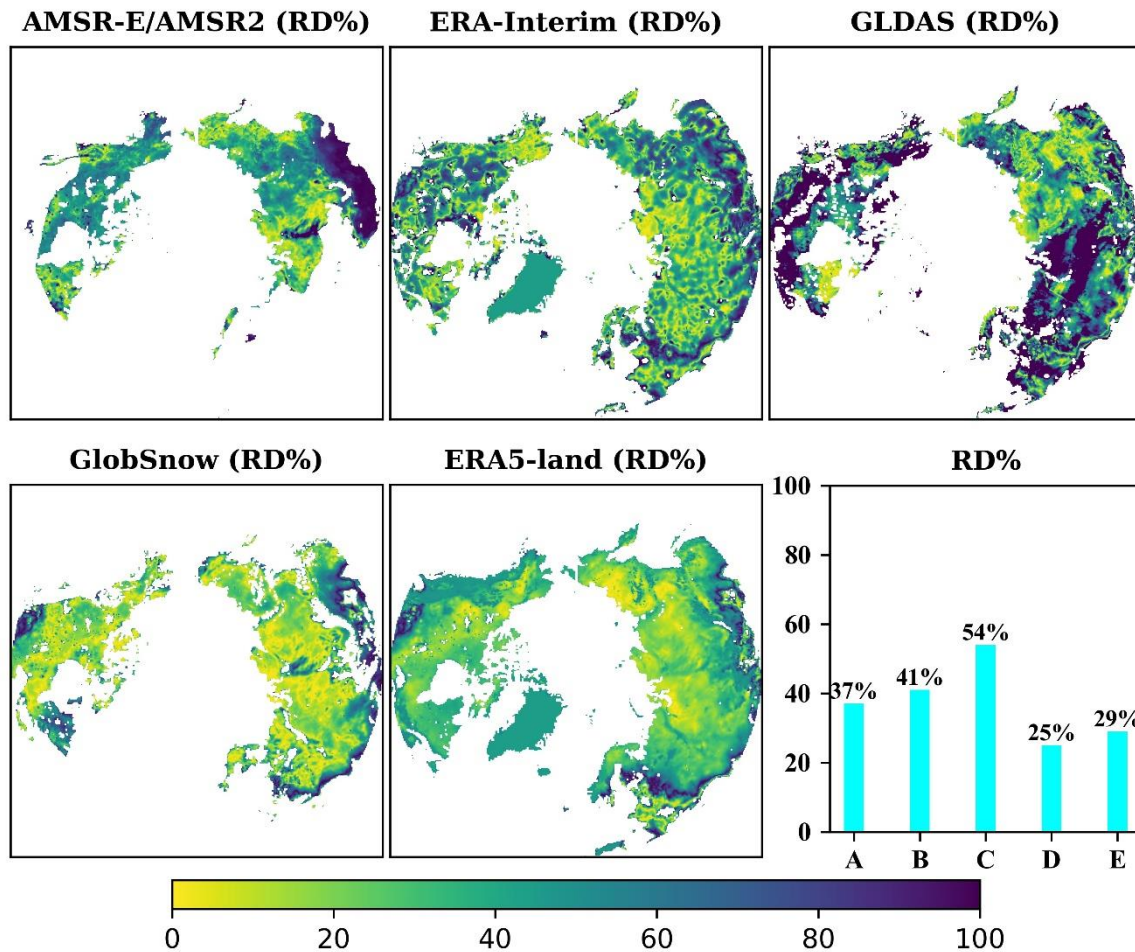 AMSR-E/AMSR2 (RD%)
ERA-Interim (RD%)
GLDAS (RD%)
GlobSnow (RD%)
ERA5-land (RD%)
RD%
100
80
60
40
20
0
37%
41%
54%
25%
29%
A
B
C
D
E
0
20
40
60
80
100